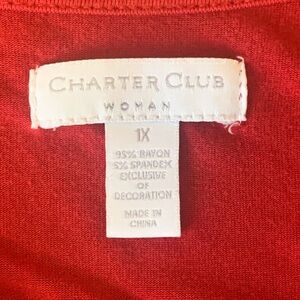 CHARTER CLUB
WOMAN
1X
95% RAYON
5% SPANDEX
EXCLUSIVE
OF
DECORATION
MADE IN
CHINA